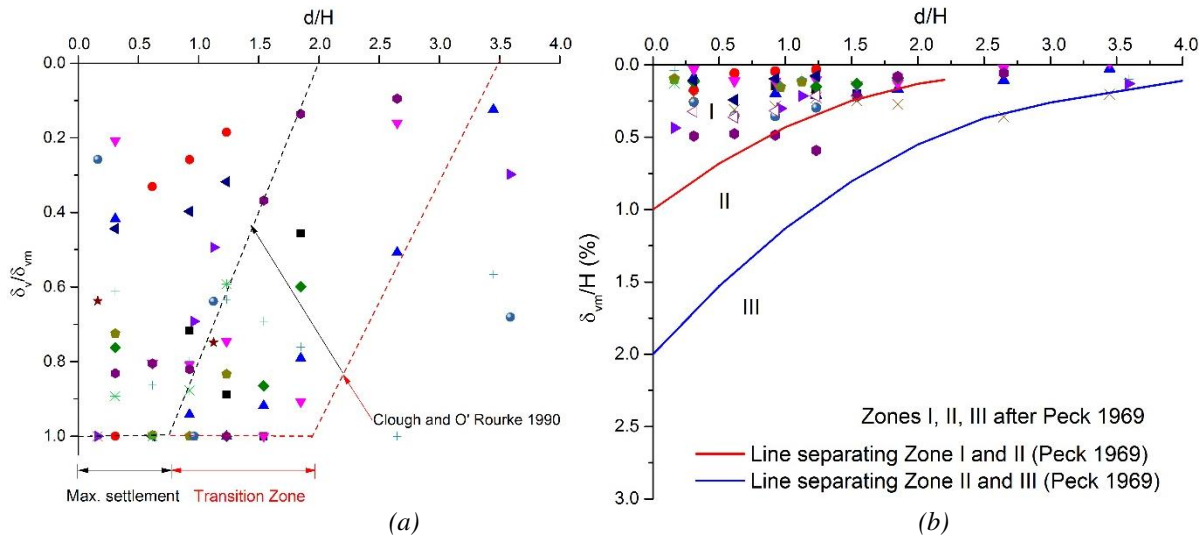 d/H
0.0 0.5 1.0 1.5 2.0 2.5 3.0 3.5 4.0
0.0
0.2
0.4
0.6
0.8
1.0
δv/δvm
Clough and O' Rourke 1990
Max. settlement
Transition Zone
(a)
d/H
0.0 0.5 1.0 1.5 2.0 2.5 3.0 3.5 4.0
0.0
0.5
1.0
1.5
2.0
2.5
3.0
δvm/H (%)
I
II
III
Zones I, II, III after Peck 1969
Line separating Zone I and II (Peck 1969)
Line separating Zone II and III (Peck 1969)
(b)